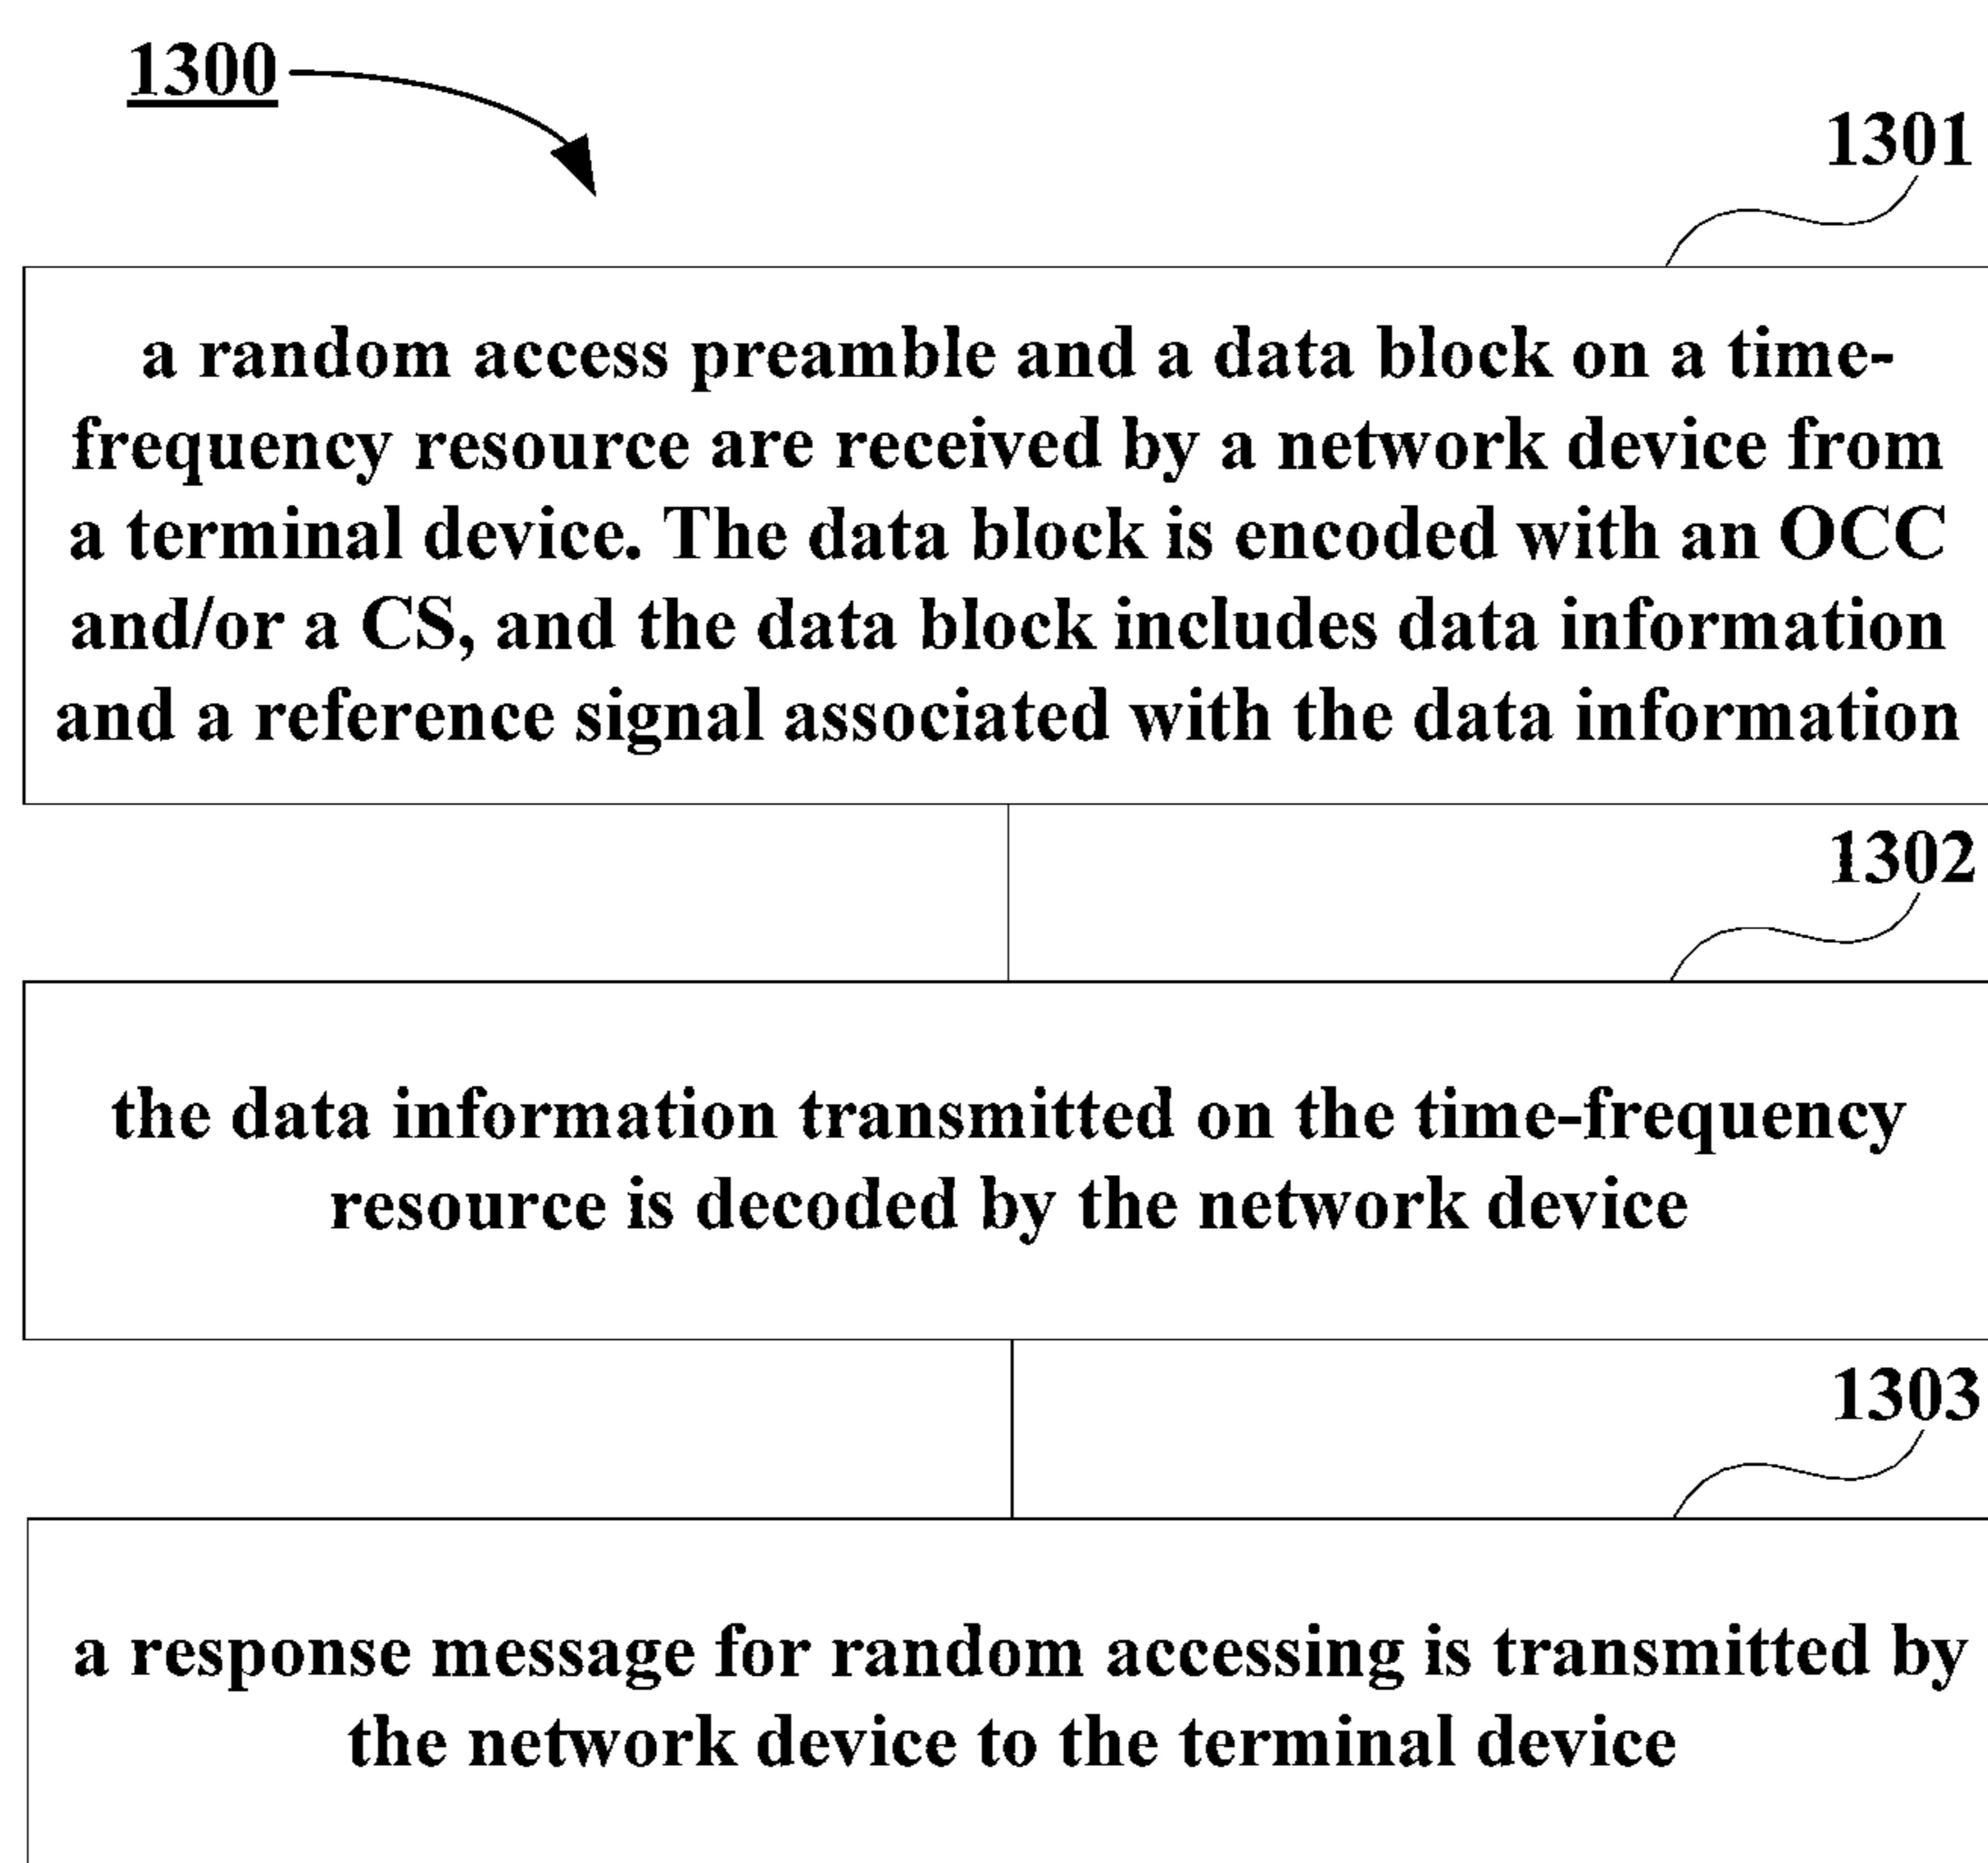 1300
1301
a random access preamble and a data block on a time-
frequency resource are received by a network device from
a terminal device. The data block is encoded with an OCC
and/or a CS, and the data block includes data information
and a reference signal associated with the data information
1302
the data information transmitted on the time-frequency
resource is decoded by the network device
1303
a response message for random accessing is transmitted by
the network device to the terminal device